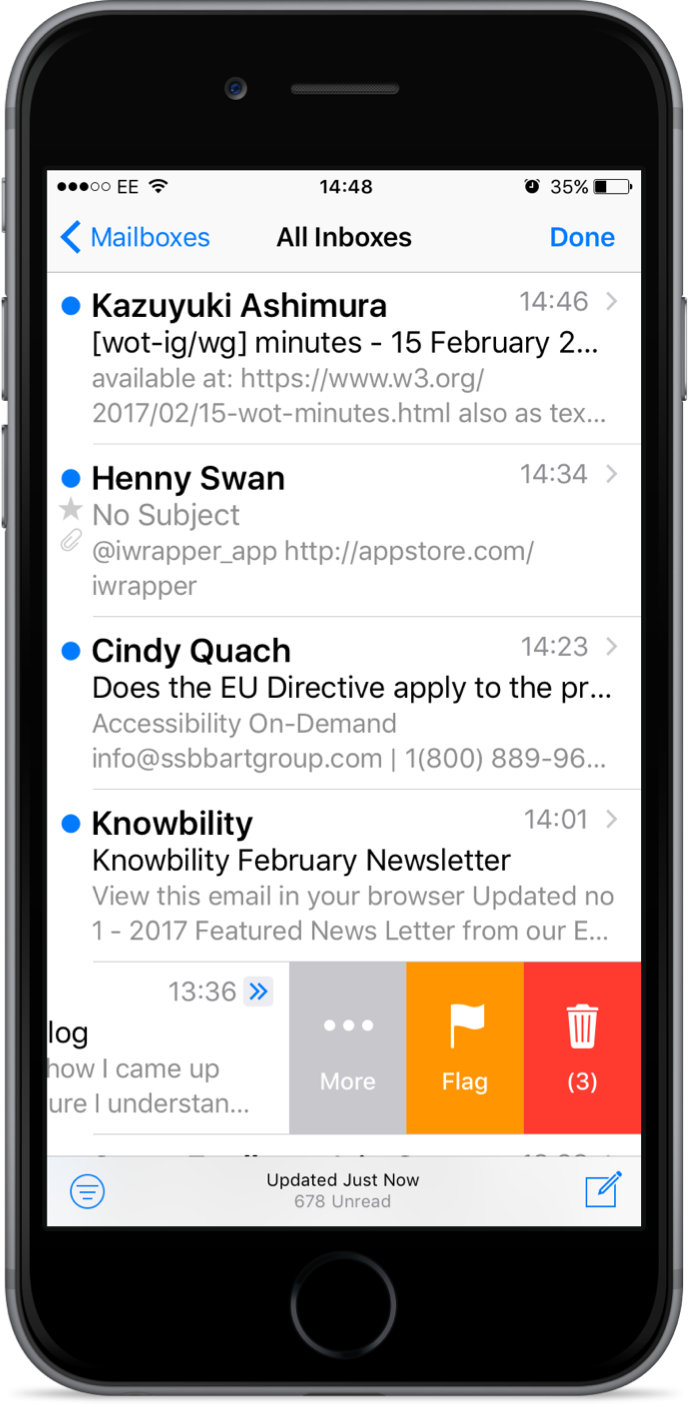 EE 14:48 35%
Mailboxes All Inboxes Done
Kazuyuki Ashimura 14:46
[wot-ig/wg] minutes - 15 February 2...
available at: https://www.w3.org/
2017/02/15-wot-minutes.html also as tex...
Henny Swan 14:34
No Subject
@iwrapper_app http://appstore.com/
iwrapper
Cindy Quach 14:23
Does the EU Directive apply to the pr...
Accessibility On-Demand
info@ssbbartgroup.com | 1(800) 889-96...
Knowbility 14:01
Knowbility February Newsletter
View this email in your browser Updated no
1 - 2017 Featured News Letter from our E...
13:36
log
how I came up
ure I understan...
More Flag (3)
Updated Just Now
678 Unread